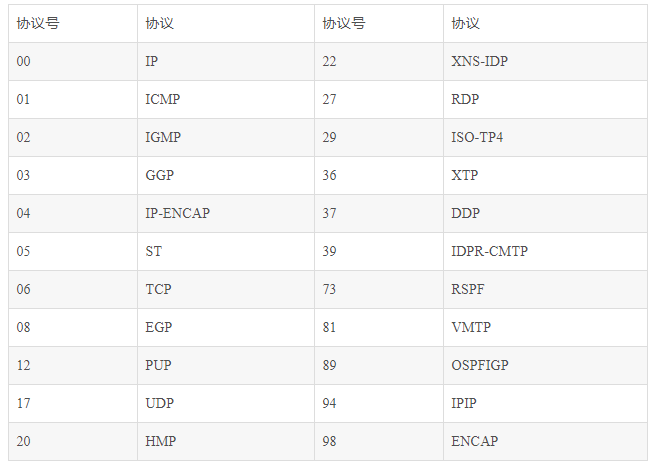 协议号 协议 协议号 协议
00 IP 22 XNS-IDP
01 ICMP 27 RDP
02 IGMP 29 ISO-TP4
03 GGP 36 XTP
04 IP-ENCAP 37 DDP
05 ST 39 IDPR-CMTP
06 TCP 73 RSPF
08 EGP 81 VMTP
12 PUP 89 OSPFIGP
17 UDP 94 IPIP
20 HMP 98 ENCAP